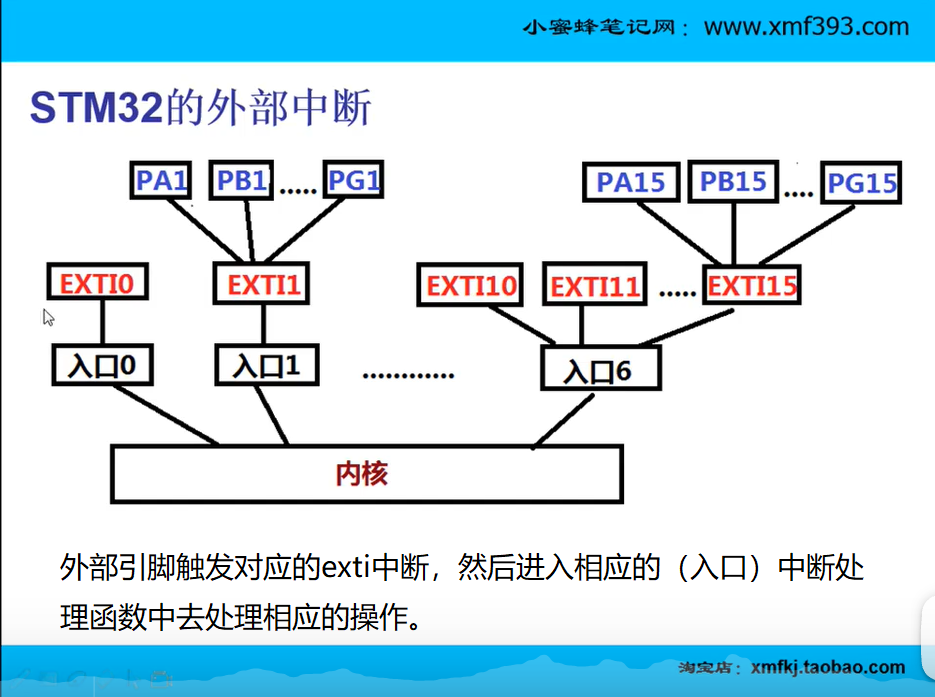 小蜜蜂笔记网：www.xmf393.com
STM32的外部中断
PA1 PB1 ..... PG1 PA15 PB15 .... PG15
EXTI0 EXTI1 EXTI10 EXTI11 ..... EXTI15
入口0 入口1 ............ 入口6
内核
外部引脚触发对应的exti中断，然后进入相应的（入口）中断处
理函数中去处理相应的操作。
淘宝店：xmfkj.taobao.com